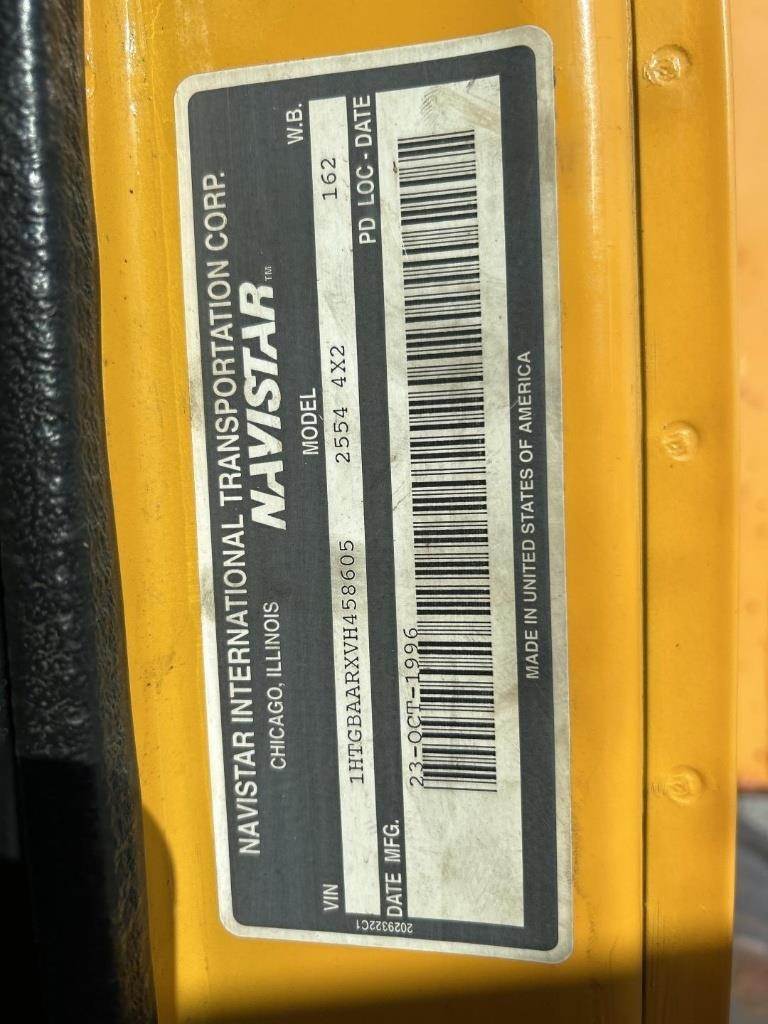 NAVISTAR INTERNATIONAL TRANSPORTATION CORP.
CHICAGO, ILLINOIS NAVISTAR™
VIN MODEL W.B.
1HTGBAARXVH458605 2554 4X2 162
DATE MFG. PD LOC - DATE
23-OCT-1996
MADE IN UNITED STATES OF AMERICA
2029322C1